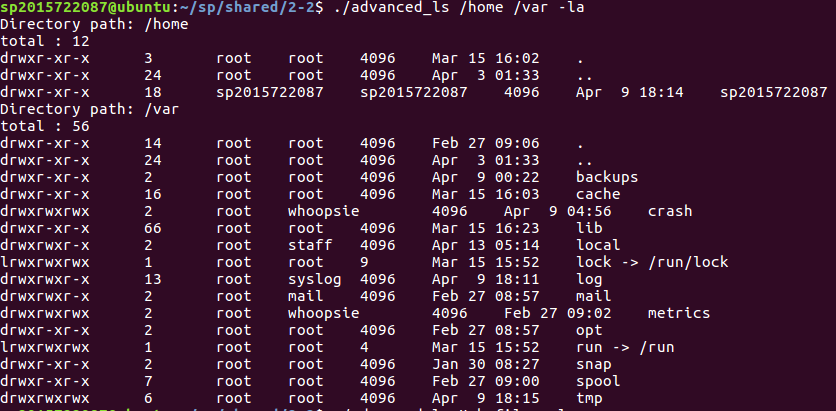 sp2015722087@ubuntu:~/sp/shared/2-2$ ./advanced_ls /home /var -la
Directory path: /home
total : 12
drwxr-xr-x 3 root root 4096 Mar 15 16:02 .
drwxr-xr-x 24 root root 4096 Apr 3 01:33 ..
drwxr-xr-x 18 sp2015722087 sp2015722087 4096 Apr 9 18:14 sp2015722087
Directory path: /var
total : 56
drwxr-xr-x 14 root root 4096 Feb 27 09:06 .
drwxr-xr-x 24 root root 4096 Apr 3 01:33 ..
drwxr-xr-x 2 root root 4096 Apr 9 00:22 backups
drwxr-xr-x 16 root root 4096 Mar 15 16:03 cache
drwxrwxrwx 2 root whoopsie 4096 Apr 9 04:56 crash
drwxr-xr-x 66 root root 4096 Mar 15 16:23 lib
drwxrwxr-x 2 root staff 4096 Apr 13 05:14 local
lrwxrwxrwx 1 root root 9 Mar 15 15:52 lock -> /run/lock
drwxrwxr-x 13 root syslog 4096 Apr 9 18:11 log
drwxrwxr-x 2 root mail 4096 Feb 27 08:57 mail
drwxrwxrwx 2 root whoopsie 4096 Feb 27 09:02 metrics
drwxr-xr-x 2 root root 4096 Feb 27 08:57 opt
lrwxrwxrwx 1 root root 4 Mar 15 15:52 run -> /run
drwxr-xr-x 2 root root 4096 Jan 30 08:27 snap
drwxr-xr-x 7 root root 4096 Feb 27 09:00 spool
drwxrwxrwx 6 root root 4096 Apr 9 18:15 tmp